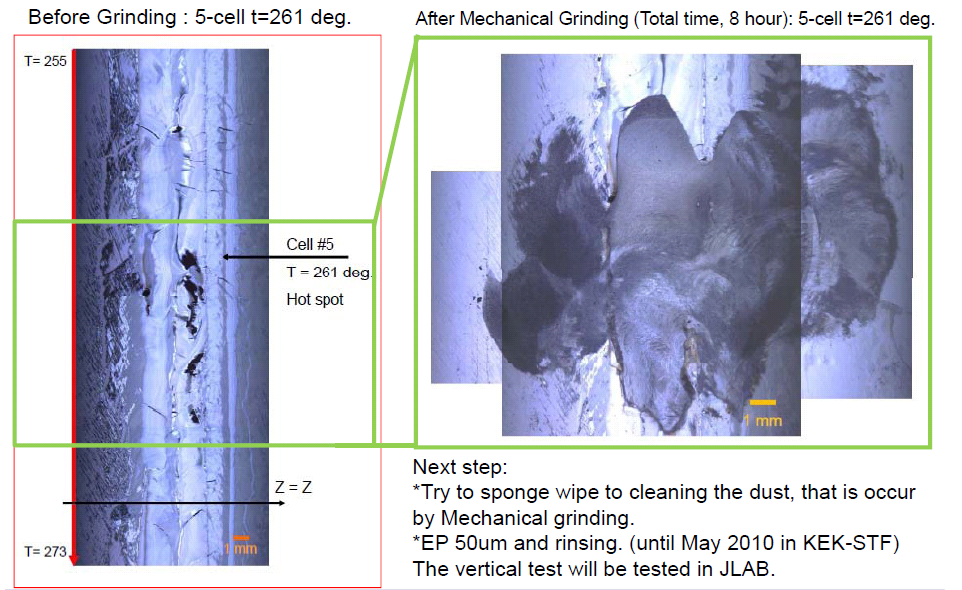 Before Grinding : 5-cell t=261 deg.
After Mechanical Grinding (Total time, 8 hour): 5-cell t=261 deg.
T= 255
Cell #5
T = 261 deg.
Hot spot
Z = Z
T= 273
1 mm
1 mm
Next step:
*Try to sponge wipe to cleaning the dust, that is occur
by Mechanical grinding.
*EP 50um and rinsing. (until May 2010 in KEK-STF)
The vertical test will be tested in JLAB.